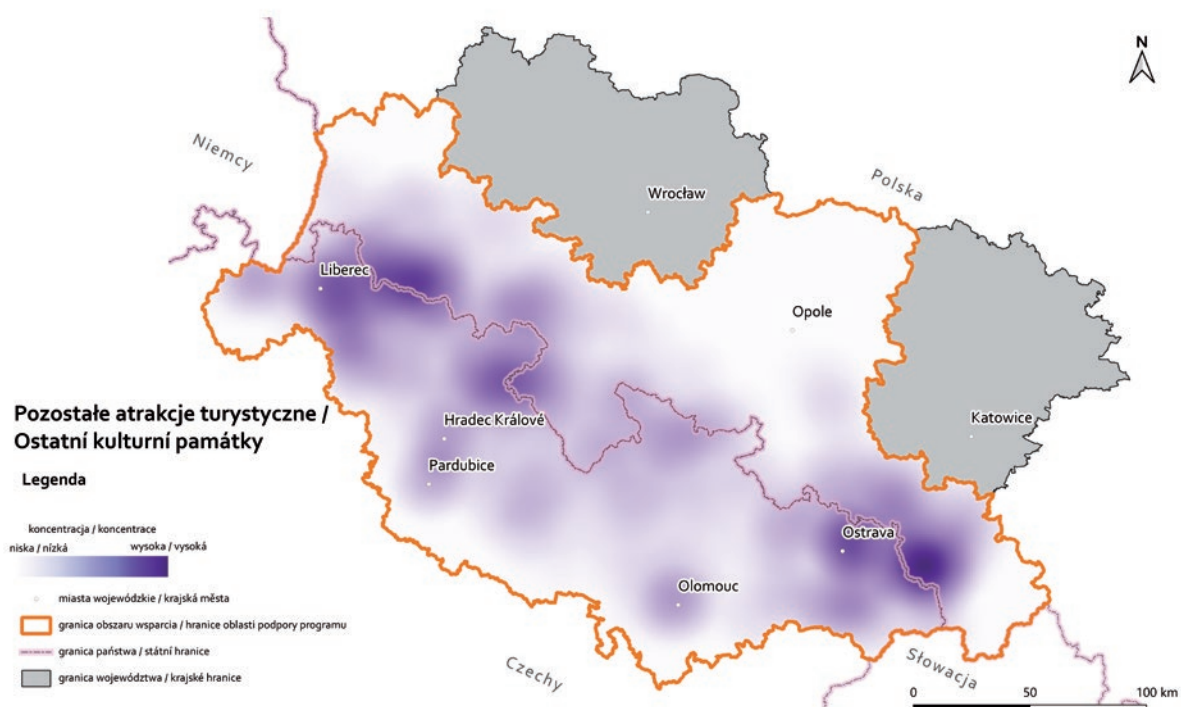 N
Niemcy
Polska
Wrocław
Liberec
Opole
Hradec Králové
Katowice
Pardubice
Ostrava
Olomouc
Czechy
Słowacja
Pozostałe atrakcje turystyczne /
Ostatní kulturní památky
Legenda
koncentracja / koncentrace
niska / nízká wysoka / vysoká
miasta wojewódzkie / krajská města
granica obszaru wsparcia / hranice oblasti podpory programu
granica państwa / státní hranice
granica województwa / krajské hranice
0 50 100 km